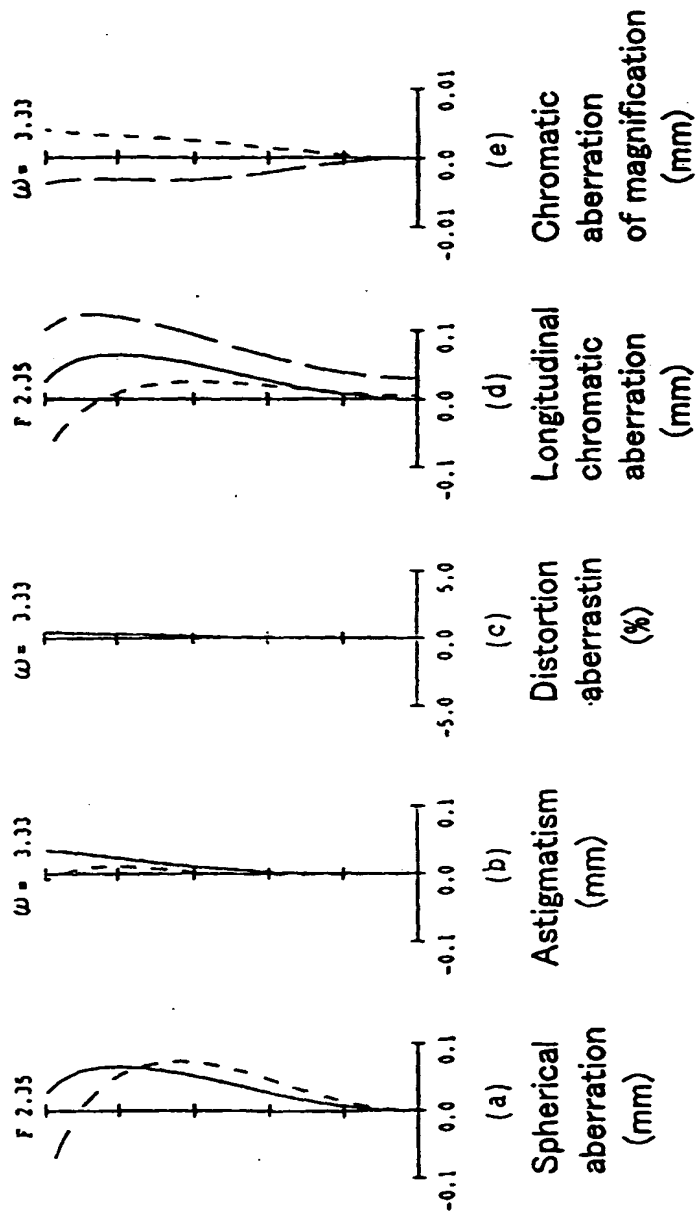 F 2.35
-0.1 0.0 0.1
(a)
Spherical
aberration
(mm)
ω= 3.33
-0.1 0.0 0.1
(b)
Astigmatism
(mm)
ω= 3.33
-5.0 0.0 5.0
(c)
Distortion
aberrastin
(%)
F 2.35
-0.1 0.0 0.1
(d)
Longitudinal
chromatic
aberration
(mm)
ω= 3.33
-0.01 0.0 0.01
(e)
Chromatic
aberration
of magnification
(mm)